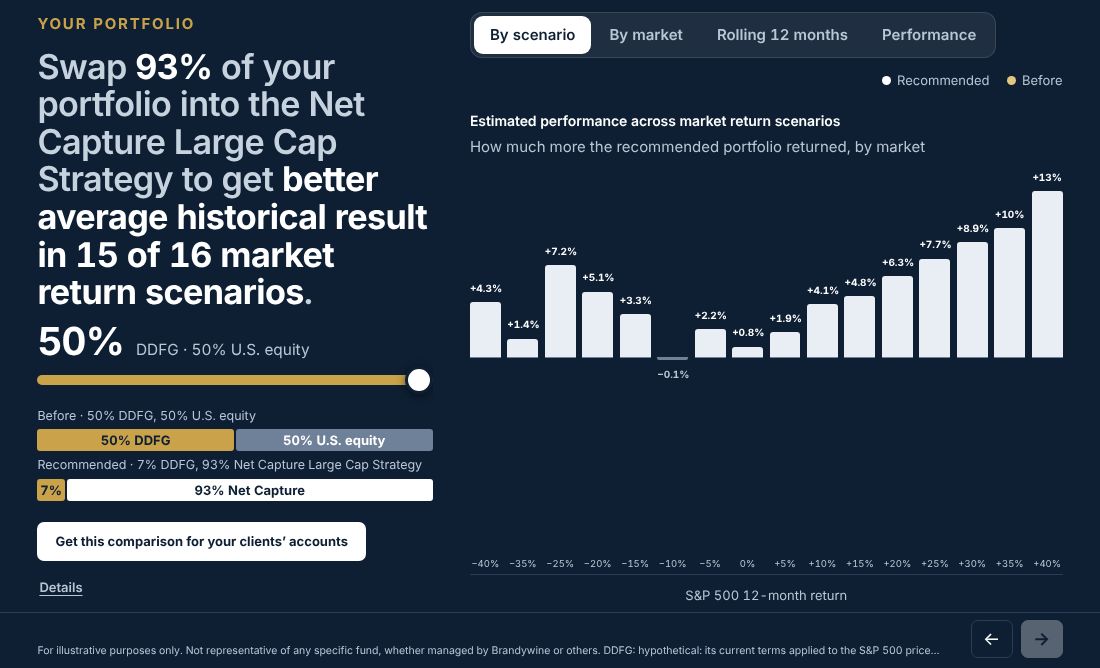 YOUR PORTFOLIO
Swap 93% of your
portfolio into the Net
Capture Large Cap
Strategy to get better
average historical result
in 15 of 16 market
return scenarios.
50% DDFG · 50% U.S. equity
Before · 50% DDFG, 50% U.S. equity
50% DDFG 50% U.S. equity
Recommended · 7% DDFG, 93% Net Capture Large Cap Strategy
7% 93% Net Capture
Get this comparison for your clients’ accounts
Details
By scenario By market Rolling 12 months Performance
Recommended Before
Estimated performance across market return scenarios
How much more the recommended portfolio returned, by market
+4.3% +1.4% +7.2% +5.1% +3.3% −0.1% +2.2% +0.8% +1.9% +4.1% +4.8% +6.3% +7.7% +8.9% +10% +13%
−40% −35% −25% −20% −15% −10% −5% 0% +5% +10% +15% +20% +25% +30% +35% +40%
S&P 500 12-month return
For illustrative purposes only. Not representative of any specific fund, whether managed by Brandywine or others. DDFG: hypothetical: its current terms applied to the S&P 500 price…